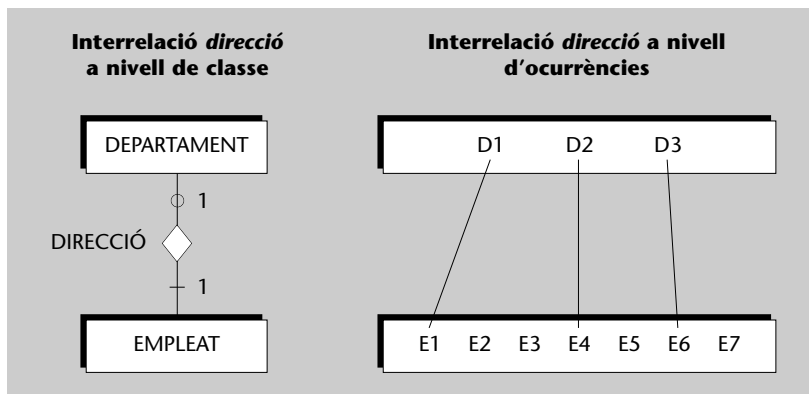 Interrelació direcció
a nivell de classe
DEPARTAMENT
1
DIRECCIÓ
1
EMPLEAT
Interrelació direcció a nivell
d'ocurrències
D1 D2 D3
E1 E2 E3 E4 E5 E6 E7